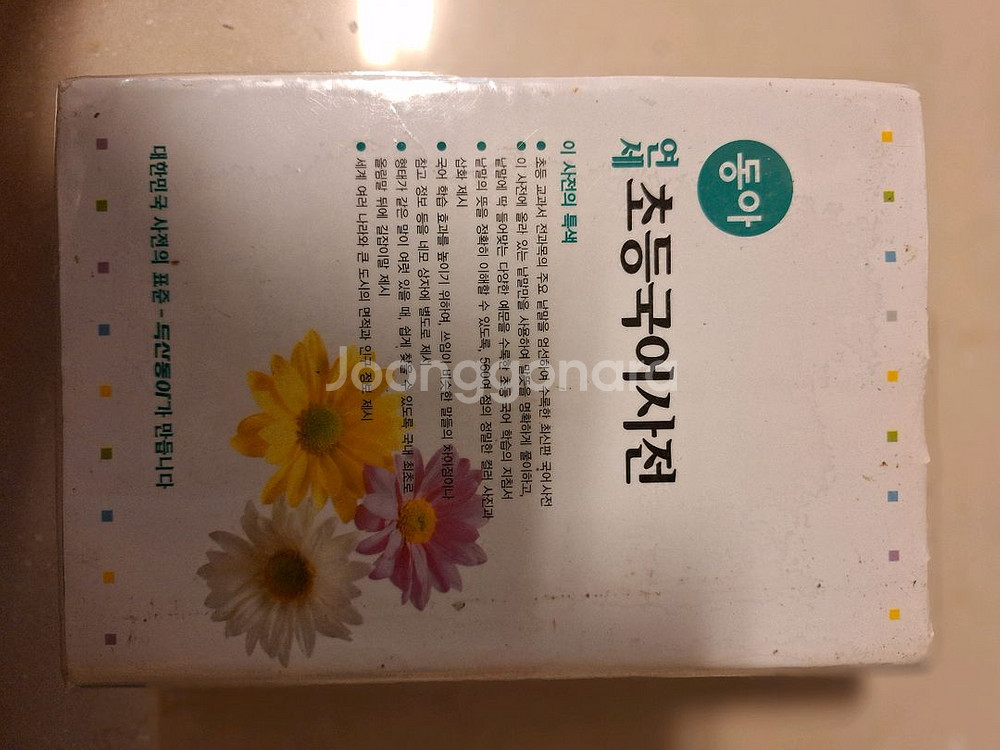 동아
연세 초등국어사전
이 사전의 특색
● 초등 교과서 전과목의 주요 낱말을 엄선하여 수록한 최신판 국어 사전
● 이 사전에 올라 있는 낱말만을 사용하여 말뜻을 명확하게 풀이하고,
낱말에 딱 들어맞는 다양한 예문을 수록한 초등 국어 학습의 지침서
● 낱말의 뜻을 정확히 이해할 수 있도록, 여 점의 정밀한 컬러 사진과
삽화 제시
● 국어 학습 효과를 높이기 위하여, 쓰임이 비슷한 말들의 차이점이나
참고 정보 등을 네모 상자에 별도로 제시
● 형태가 같은 말이 여럿 있을 때, 쉽게 찾을 수 있도록 국내 최초로
올림말 뒤에 길잡이말 제시
● 세계 여러 나라와 큰 도시의 면적과 인구 정보 제시
대한민국 사전의 표준 - 두산동아가 만듭니다
Joonggonara